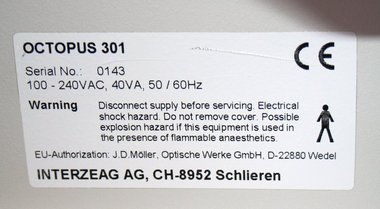 OCTOPUS 301
CE
Serial No.: 0143
100 - 240VAC, 40VA, 50 / 60Hz
Warning Disconnect supply before servicing. Electrical
shock hazard. Do not remove cover. Possible
explosion hazard if this equipment is used in
the presence of flammable anaesthetics.
EU-Authorization: J.D.Möller, Optische Werke GmbH, D-22880 Wedel
INTERZEAG AG, CH-8952 Schlieren